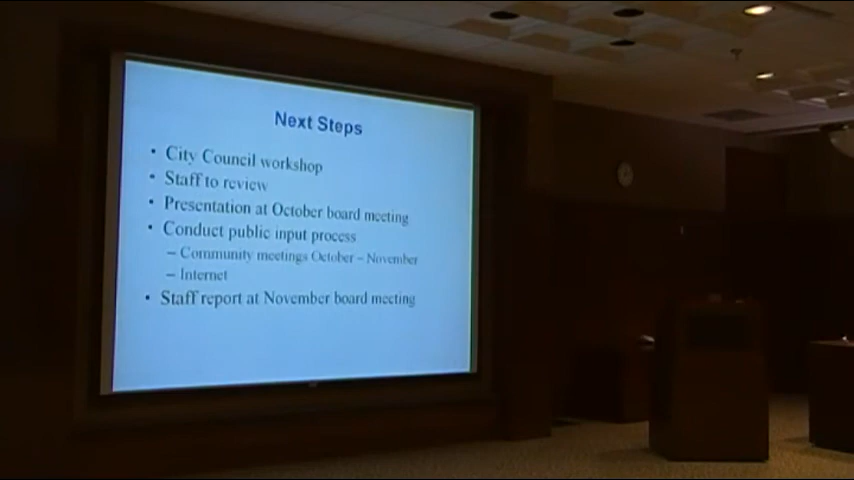 Next Steps
• City Council workshop
• Staff to review
• Presentation at October board meeting
• Conduct public input process
– Community meetings October – November
– Internet
• Staff report at November board meeting